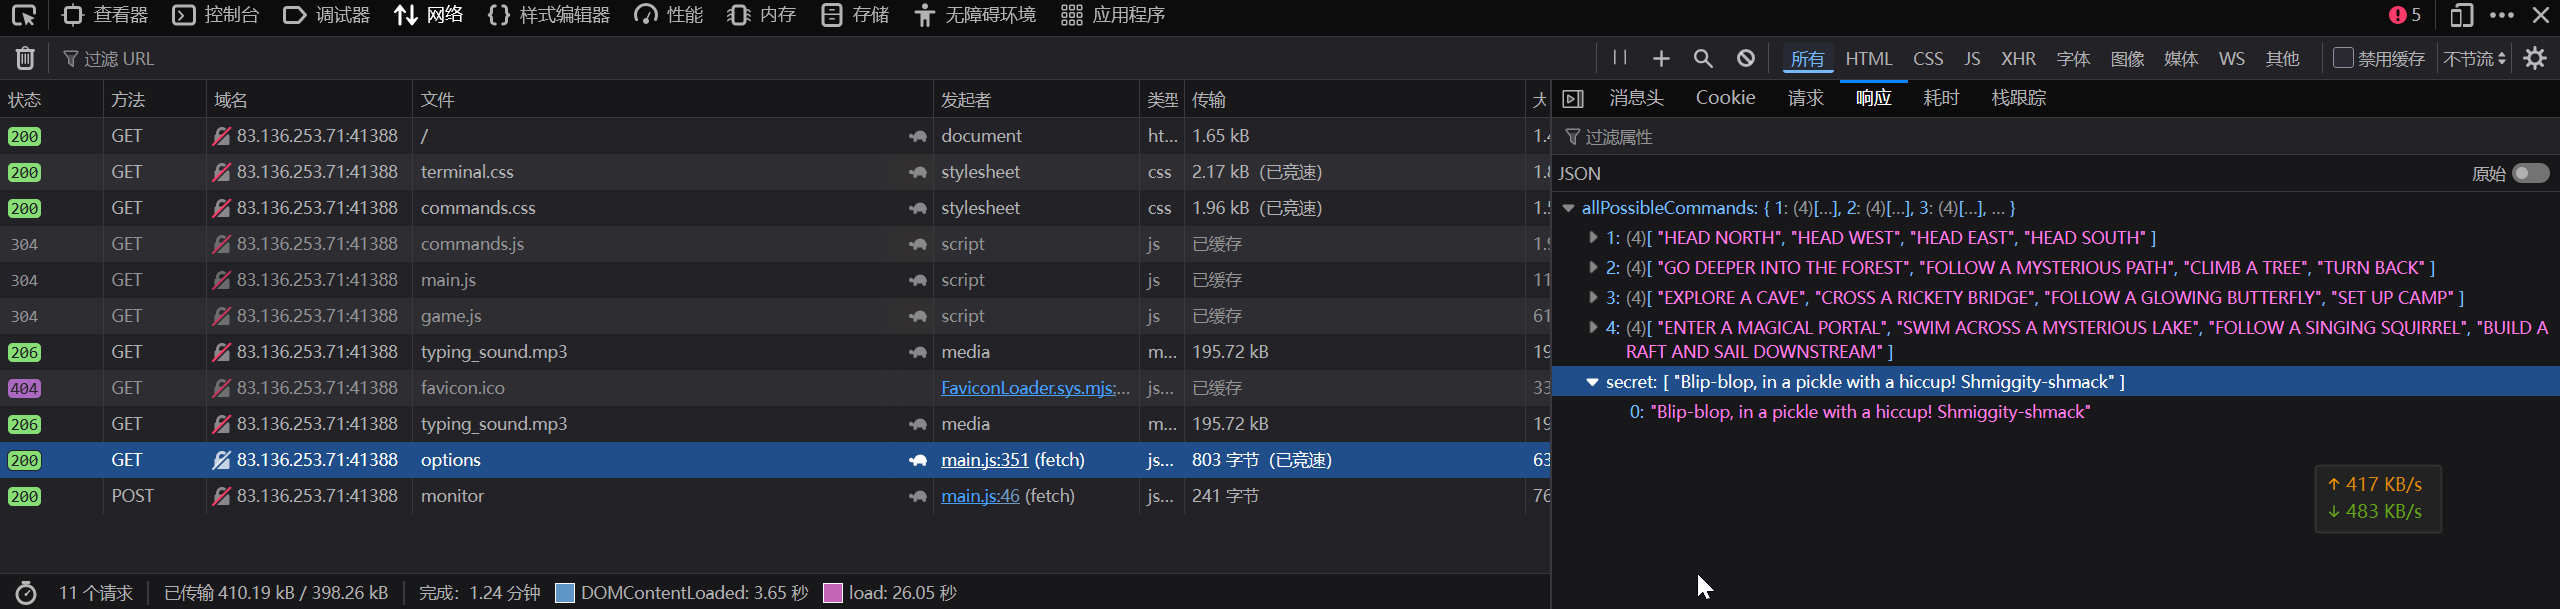 查看器 控制台 调试器 网络 样式编辑器 性能 内存 存储 无障碍环境 应用程序 5
过滤 URL 所有 HTML CSS JS XHR 字体 图像 媒体 WS 其他 禁用缓存 不节流
状态 方法 域名 文件 发起者 类型 传输 大
200 GET 83.136.253.71:41388 / document ht... 1.65 kB 1.4
200 GET 83.136.253.71:41388 terminal.css stylesheet css 2.17 kB（已竞速） 1.8
200 GET 83.136.253.71:41388 commands.css stylesheet css 1.96 kB（已竞速） 1.5
304 GET 83.136.253.71:41388 commands.js script js 已缓存 1.9
304 GET 83.136.253.71:41388 main.js script js 已缓存 11
304 GET 83.136.253.71:41388 game.js script js 已缓存 61
206 GET 83.136.253.71:41388 typing_sound.mp3 media m... 195.72 kB 19
404 GET 83.136.253.71:41388 favicon.ico FaviconLoader.sys.mjs:... js... 已缓存 33
206 GET 83.136.253.71:41388 typing_sound.mp3 media m... 195.72 kB 19
200 GET 83.136.253.71:41388 options main.js:351 (fetch) js... 803 字节（已竞速） 63
200 POST 83.136.253.71:41388 monitor main.js:46 (fetch) js... 241 字节 76
11 个请求 已传输 410.19 kB / 398.26 kB 完成：1.24 分钟 DOMContentLoaded: 3.65 秒 load: 26.05 秒
消息头 Cookie 请求 响应 耗时 栈跟踪
过滤属性
JSON 原始
allPossibleCommands: { 1: (4)[…], 2: (4)[…], 3: (4)[…], … }
1: (4)[ "HEAD NORTH", "HEAD WEST", "HEAD EAST", "HEAD SOUTH" ]
2: (4)[ "GO DEEPER INTO THE FOREST", "FOLLOW A MYSTERIOUS PATH", "CLIMB A TREE", "TURN BACK" ]
3: (4)[ "EXPLORE A CAVE", "CROSS A RICKETY BRIDGE", "FOLLOW A GLOWING BUTTERFLY", "SET UP CAMP" ]
4: (4)[ "ENTER A MAGICAL PORTAL", "SWIM ACROSS A MYSTERIOUS LAKE", "FOLLOW A SINGING SQUIRREL", "BUILD A
RAFT AND SAIL DOWNSTREAM" ]
secret: [ "Blip-blop, in a pickle with a hiccup! Shmiggity-shmack" ]
0: "Blip-blop, in a pickle with a hiccup! Shmiggity-shmack"
↑ 417 KB/s
↓ 483 KB/s